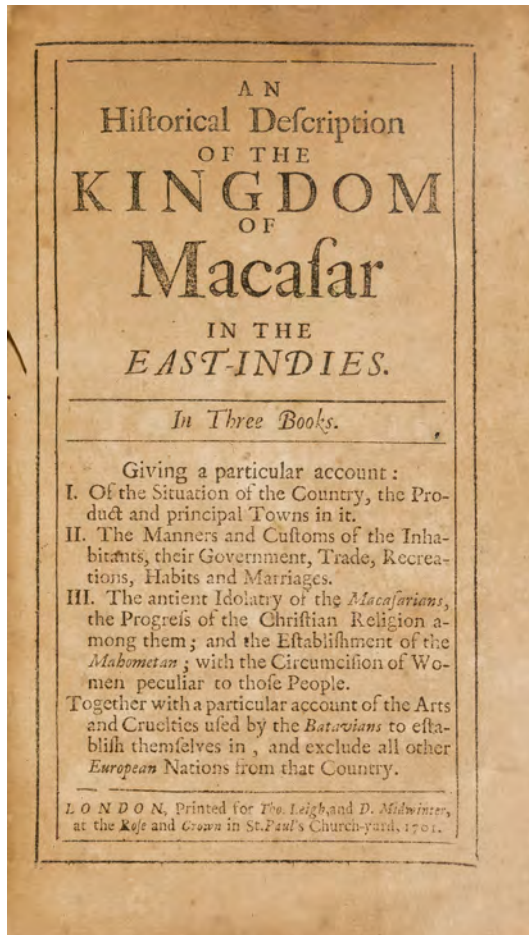 AN
Hiſtorical Deſcription
OF THE
KINGDOM
OF
Macaſar
IN THE
EAST-INDIES.
In Three Books.
Giving a particular account :
I. Of the Situation of the Country, the Pro-
duct and principal Towns in it.
II. The Manners and Cuſtoms of the Inha-
bitants, their Government, Trade, Recrea-
tions, Habits and Marriages.
III. The antient Idolatry of the Macaſarians,
the Progreſs of the Chriſtian Religion a-
mong them; and the Eſtabliſhment of the
Mahometan ; with the Circumciſion of Wo-
men peculiar to thoſe People.
Together with a particular account of the Arts
and Cruelties uſed by the Batavians to eſta-
bliſh themſelves in , and exclude all other
European Nations from that Country.
LONDON, Printed for Tho. Leigh, and D. Midwinter,
at the Roſe and Crown in St. Paul's Church-yard. 1701.